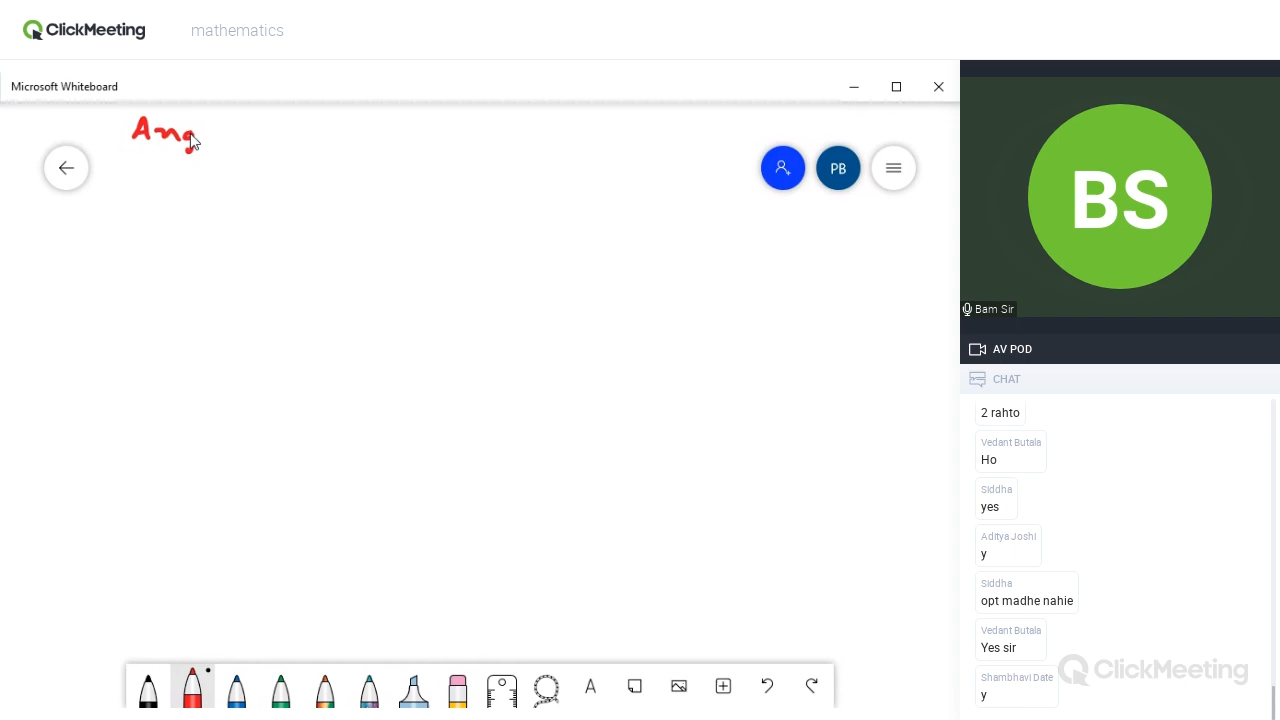 ClickMeeting mathematics
Microsoft Whiteboard
Ang
PB
BS
Bam Sir
AV POD
CHAT
2 rahto
Vedant Butala
Ho
Siddha
yes
Aditya Joshi
y
Siddha
opt madhe nahie
Vedant Butala
Yes sir
Shambhavi Date
y
ClickMeeting
A